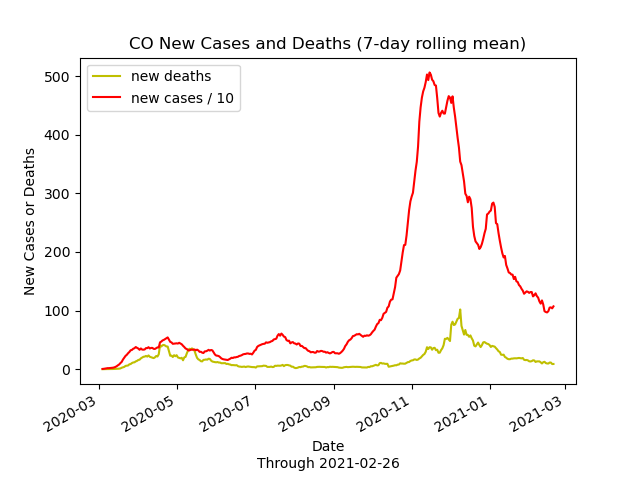 CO New Cases and Deaths (7-day rolling mean)
new deaths
new cases / 10
New Cases or Deaths
500
400
300
200
100
0
2020-03
2020-05
2020-07
2020-09
2020-11
2021-01
2021-03
Date
Through 2021-02-26